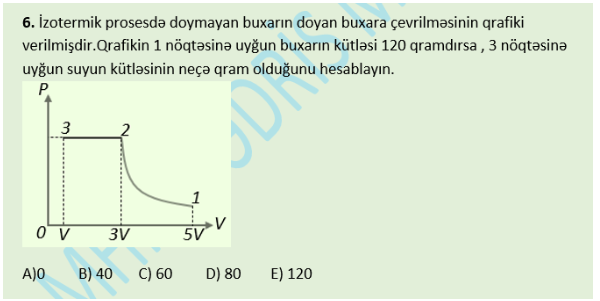 6. İzotermik prosesdə doymayan buxarın doyan buxara çevrilməsinin qrafiki
verilmişdir.Qrafikin 1 nöqtəsinə uyğun buxarın kütləsi 120 qramdırsa , 3 nöqtəsinə
uyğun suyun kütləsinin neçə qram olduğunu hesablayın.
P
3 2
1
0 V 3V 5V V
A)0 B) 40 C) 60 D) 80 E) 120